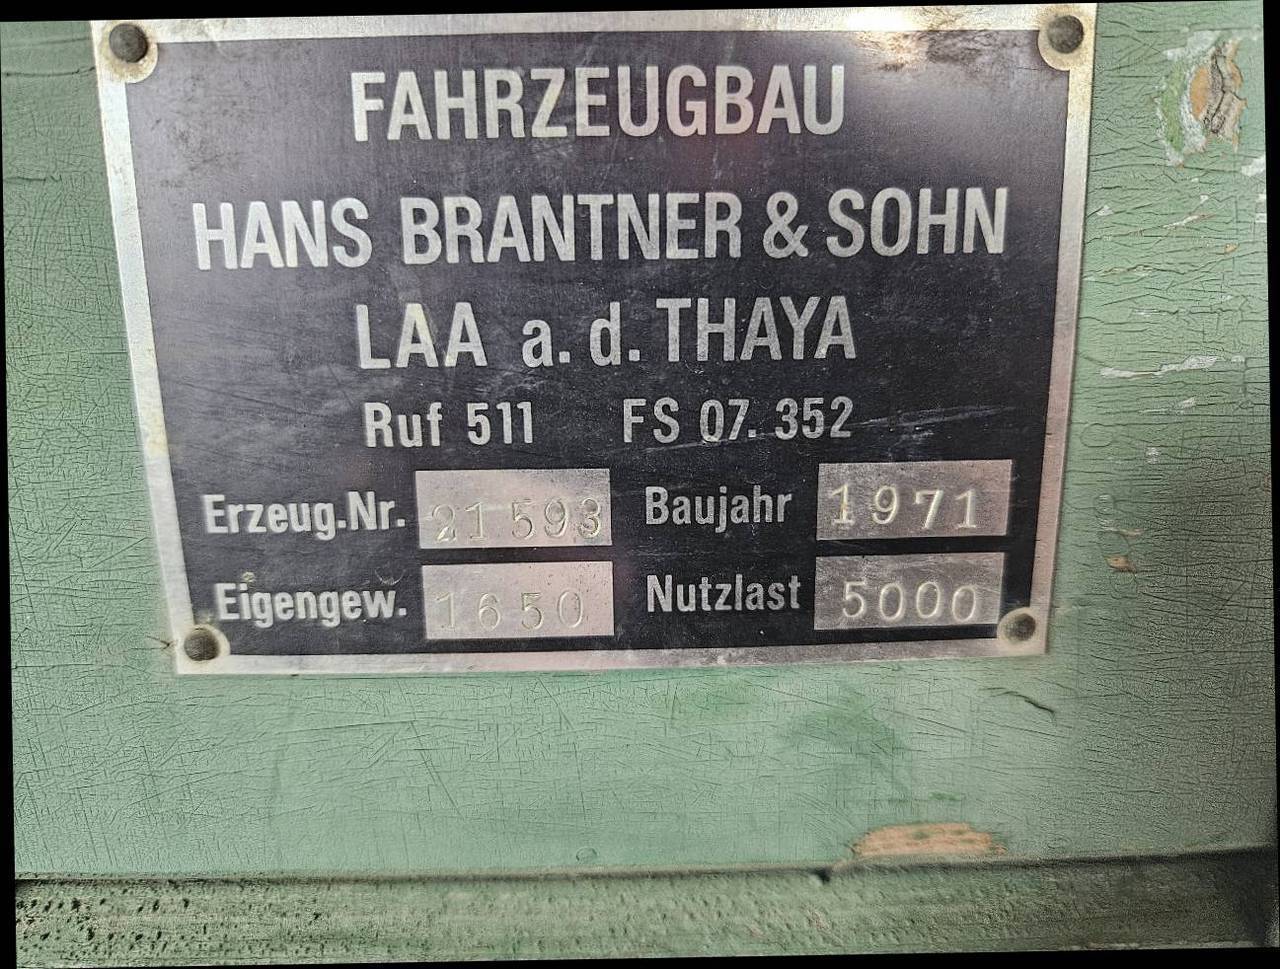 FAHRZEUGBAU
HANS BRANTNER & SOHN
LAA a. d. THAYA
Ruf 511 FS 07. 352
Erzeug.-Nr. 21593 Baujahr 1971
Eigengew. 1650 Nutzlast 5000